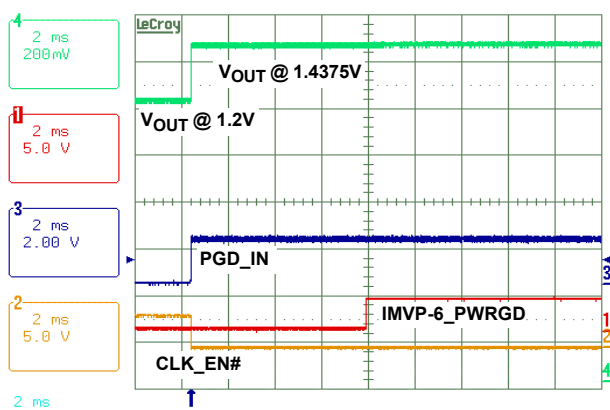 4
2 ms
200mV
1
2 ms
5.0 V
3
2 ms
2.00 V
2
2 ms
5.0 V
2 ms
LeCroy
VOUT @ 1.4375V
VOUT @ 1.2V
PGD_IN
IMVP-6_PWRGD
CLK_EN#
3
1
2
4